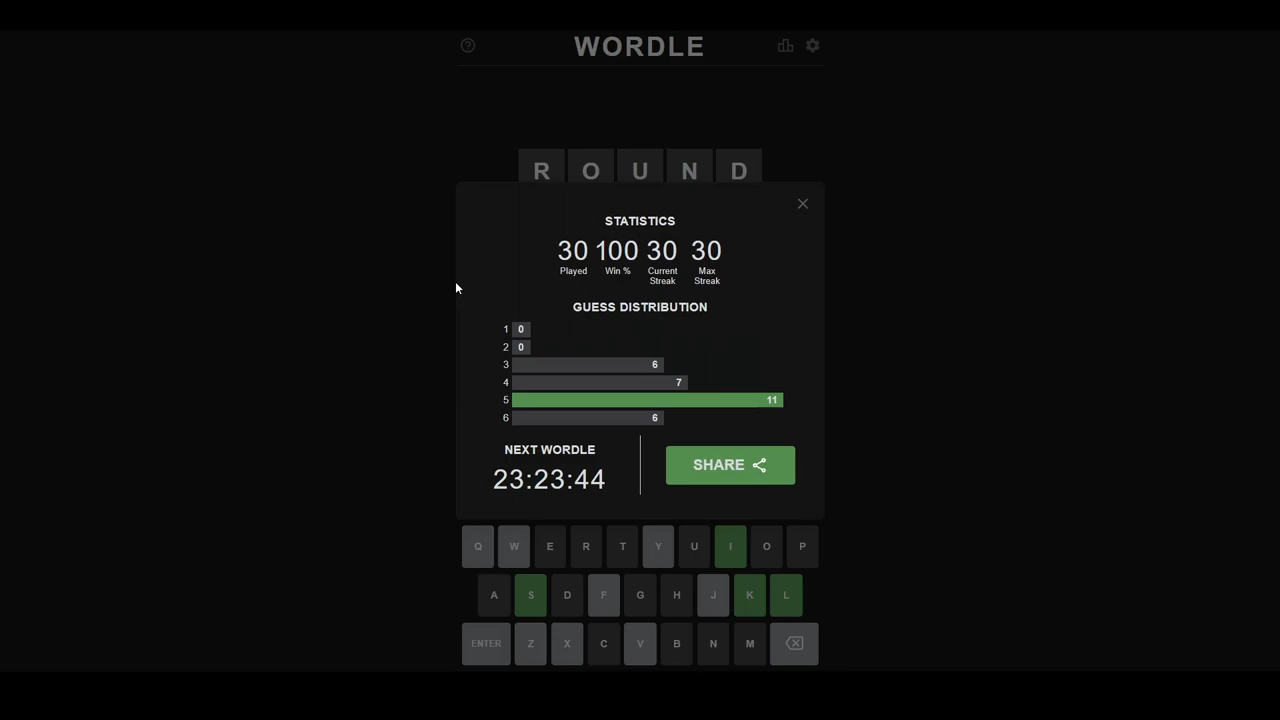 WORDLE
R O U N D
STATISTICS
30 100 30 30
Played Win % Current Streak Max Streak
GUESS DISTRIBUTION
1 0
2 0
3 6
4 7
5 11
6 6
NEXT WORDLE
23:23:44
SHARE
Q W E R T Y U I O P
A S D F G H J K L
ENTER Z X C V B N M